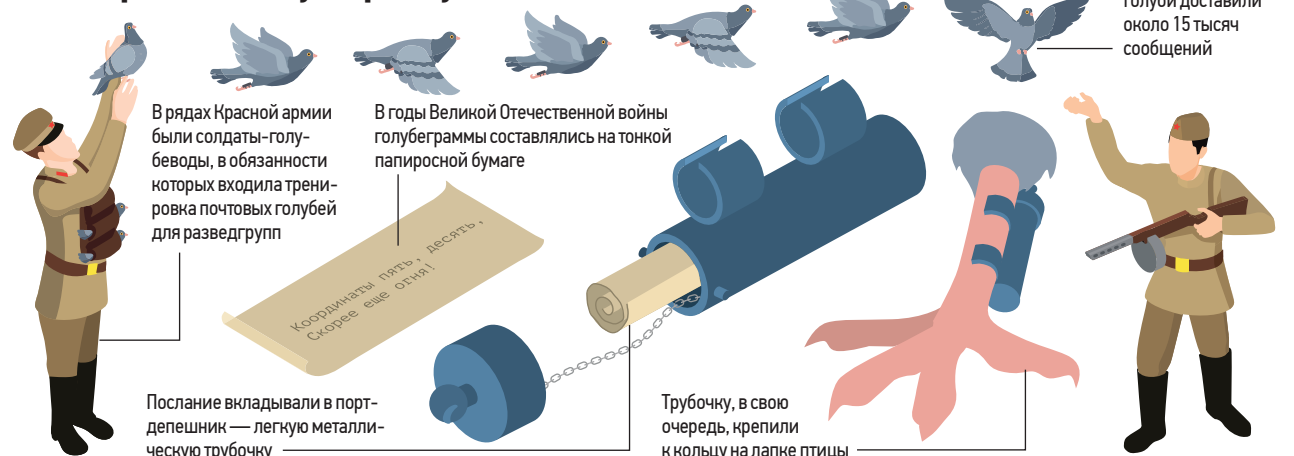 голуби доставили
около 15 тысяч
сообщений
В рядах Красной армии
были солдаты-голу-
беводы, в обязанности
которых входила трени-
ровка почтовых голубей
для разведгрупп
В годы Великой Отечественной войны
голубеграммы составлялись на тонкой
папиросной бумаге
Координаты пять, десять,
Скорее еще огня!
Послание вкладывали в порт-
депешник — легкую металли-
ческую трубочку
Трубочку, в свою
очередь, крепили
к кольцу на лапке птицы